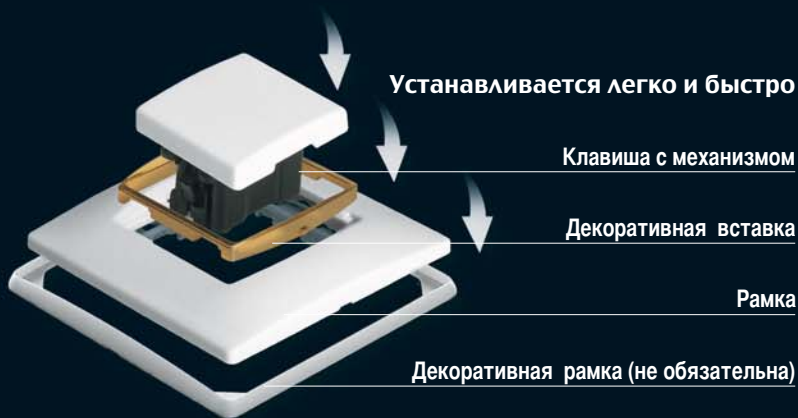 Устанавливается легко и быстро
Клавиша с механизмом
Декоративная вставка
Рамка
Декоративная рамка (не обязательна)